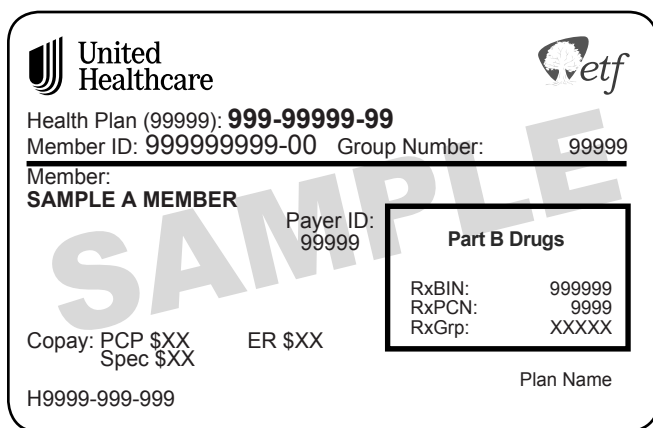 United
Healthcare
etf
Health Plan (99999): 999-99999-99
Member ID: 999999999-00 Group Number: 99999
Member:
SAMPLE A MEMBER
SAMPLE
Payer ID:
99999
Part B Drugs
RxBIN: 999999
RxPCN: 9999
RxGrp: XXXXX
Copay: PCP $XX ER $XX
Spec $XX
Plan Name
H9999-999-999